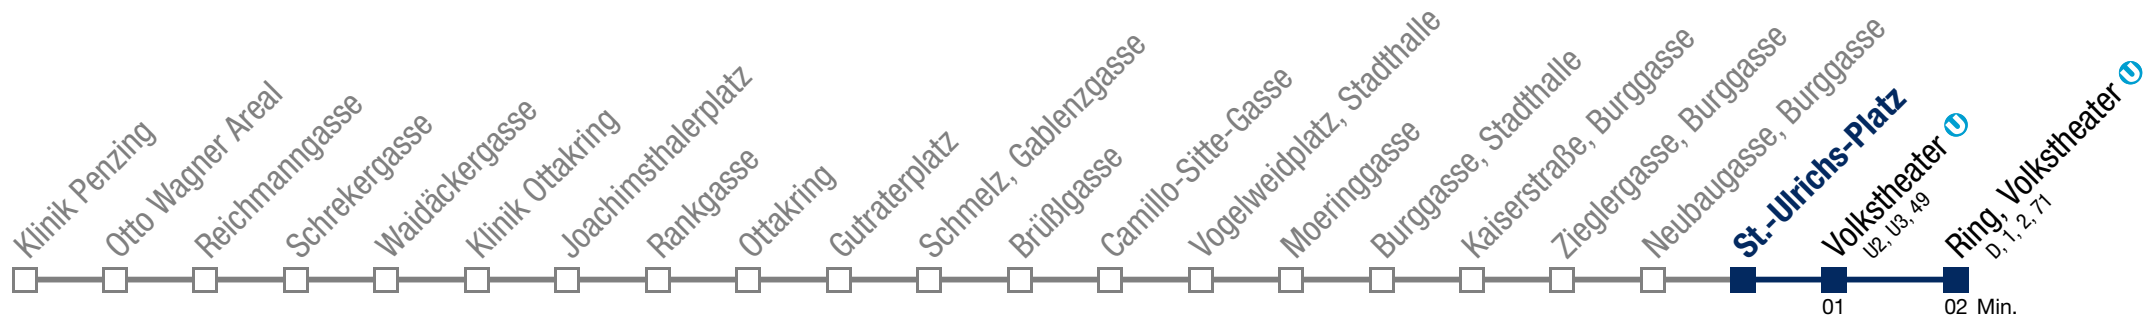 Klinik Penzing
Otto Wagner Areal
Reichmanngasse
Schrekergasse
Waidäckergasse
Klinik Ottakring
Joachimsthalerplatz
Rankgasse
Ottakring
Gutraterplatz
Schmelz, Gablenzgasse
Brüßlgasse
Camillo-Sitte-Gasse
Vogelweidplatz, Stadthalle
Moeringgasse
Burggasse, Stadthalle
Kaiserstraße, Burggasse
Zieglergasse, Burggasse
Neubaugasse, Burggasse
St.-Ulrichs-Platz
Volkstheater U
U2, U3, 49
Ring, Volkstheater U
D, 1, 2, 71
01
02 Min.